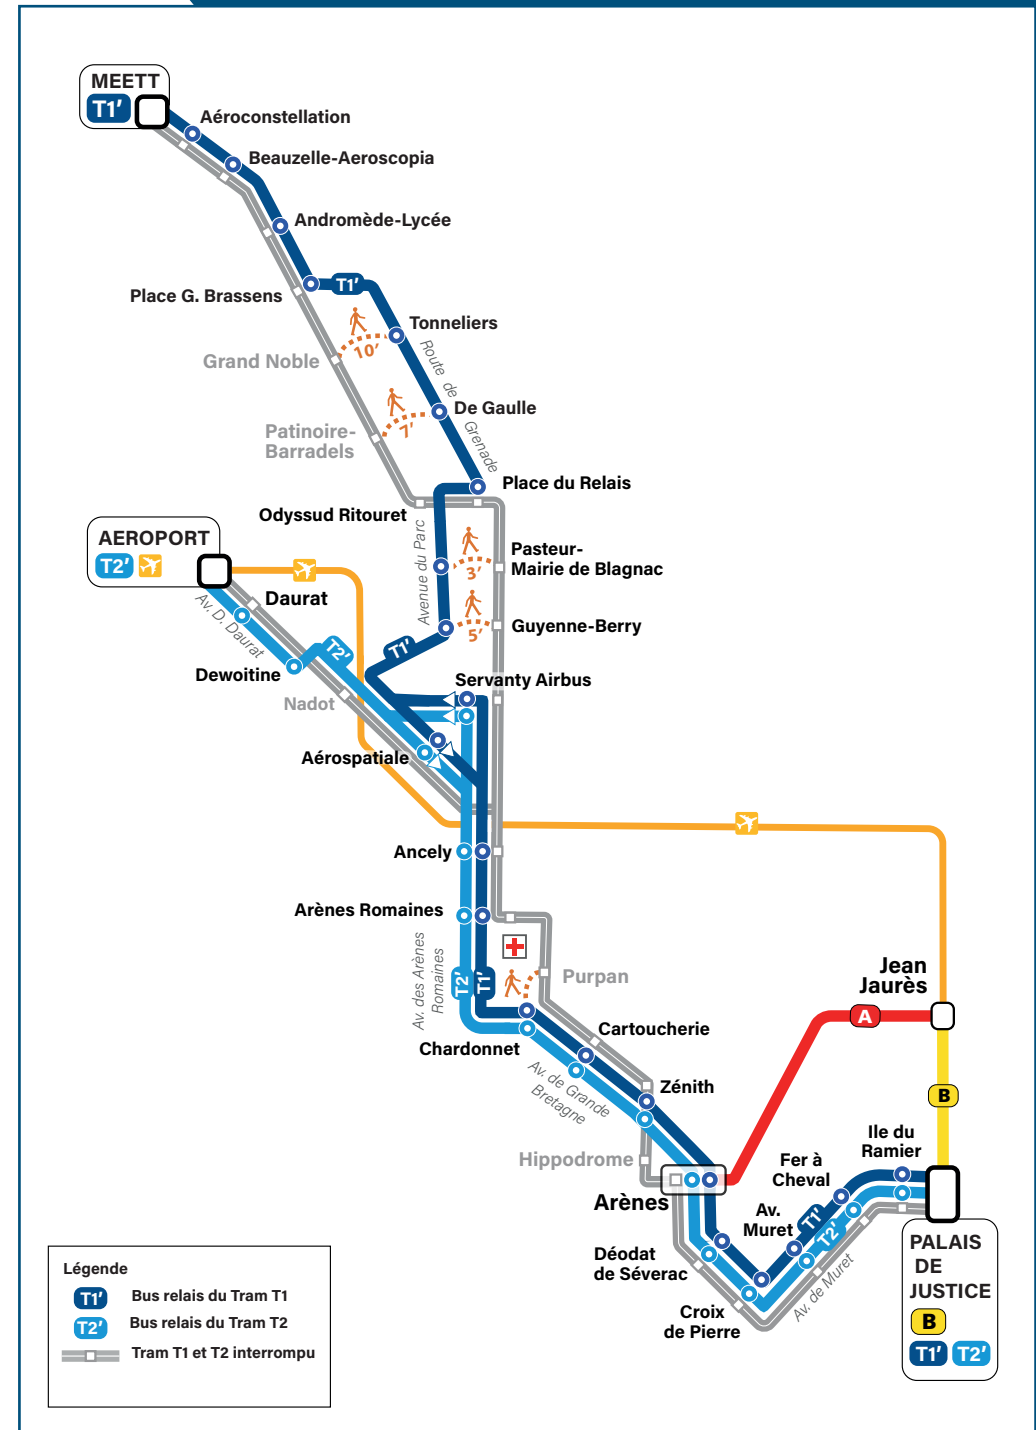 MEETT
T1'
Aéroconstellation
Beauzelle-Aeroscopia
Andromède-Lycée
Place G. Brassens
T1'
Tonneliers
10'
Grand Noble
Route de Grenade
De Gaulle
7'
Patinoire-
Barradels
Place du Relais
Odyssud Ritouret
AEROPORT
T2'
Avenue du Parc
Pasteur-
Mairie de Blagnac
3'
Daurat
Av. D. Daurat
Guyenne-Berry
5'
T1'
T2'
Dewoitine
Servanty Airbus
Nadot
Aérospatiale
Ancely
Arènes Romaines
Av. des Arènes
Romaines
T2'
T1'
Purpan
Jean
Jaurès
A
Cartoucherie
Chardonnet
Av. de Grande
Bretagne
Zénith
B
Ile du
Ramier
Hippodrome
Fer à
Cheval
Arènes
Av.
Muret
T1'
T2'
Déodat
de Séverac
Av. de Muret
Croix
de Pierre
PALAIS
DE
JUSTICE
B
T1' T2'
Légende
T1' Bus relais du Tram T1
T2' Bus relais du Tram T2
Tram T1 et T2 interrompu